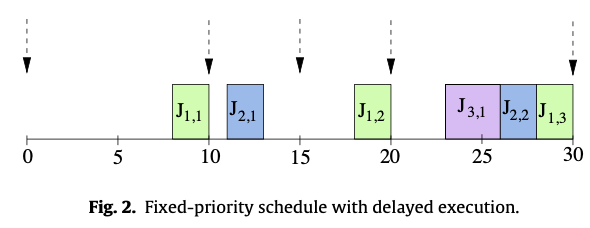 J1,1 J2,1 J1,2 J3,1 J2,2 J1,3
0 5 10 15 20 25 30
Fig. 2. Fixed-priority schedule with delayed execution.